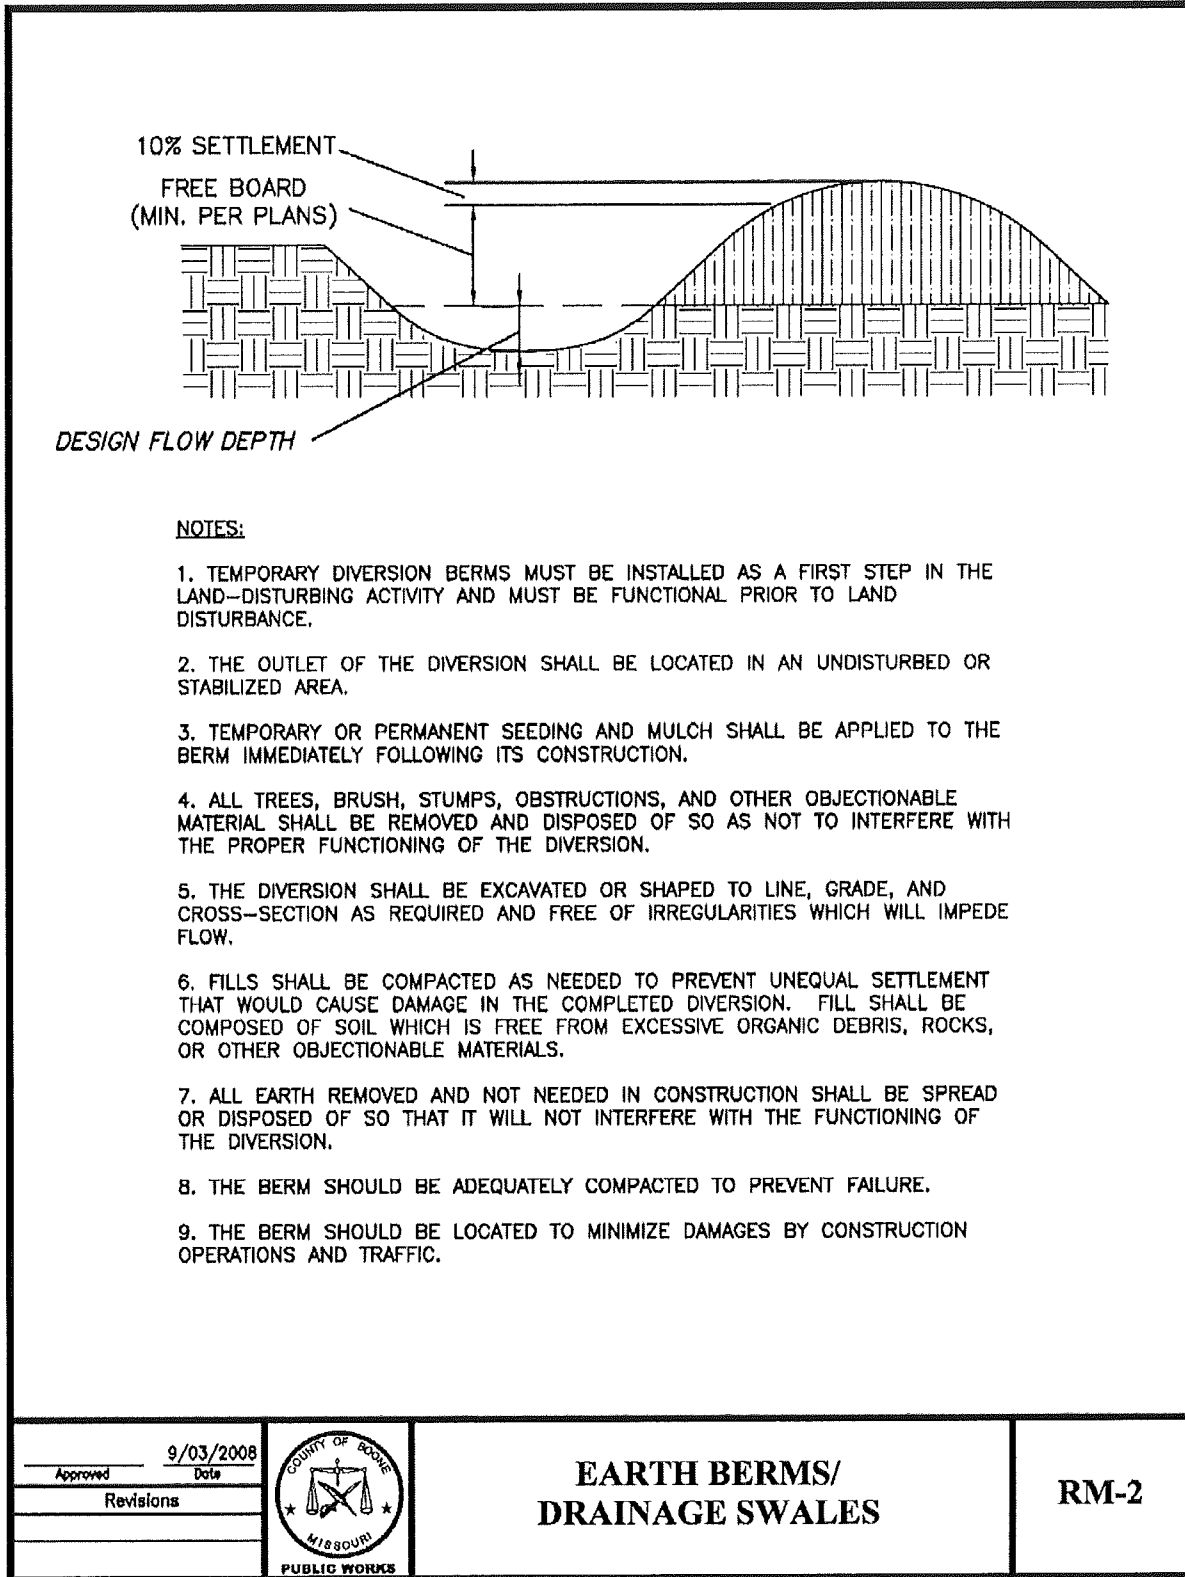 10% SETTLEMENT
FREE BOARD
(MIN. PER PLANS)
DESIGN FLOW DEPTH
NOTES:
1. TEMPORARY DIVERSION BERMS MUST BE INSTALLED AS A FIRST STEP IN THE
LAND-DISTURBING ACTIVITY AND MUST BE FUNCTIONAL PRIOR TO LAND
DISTURBANCE.
2. THE OUTLET OF THE DIVERSION SHALL BE LOCATED IN AN UNDISTURBED OR
STABILIZED AREA.
3. TEMPORARY OR PERMANENT SEEDING AND MULCH SHALL BE APPLIED TO THE
BERM IMMEDIATELY FOLLOWING ITS CONSTRUCTION.
4. ALL TREES, BRUSH, STUMPS, OBSTRUCTIONS, AND OTHER OBJECTIONABLE
MATERIAL SHALL BE REMOVED AND DISPOSED OF SO AS NOT TO INTERFERE WITH
THE PROPER FUNCTIONING OF THE DIVERSION.
5. THE DIVERSION SHALL BE EXCAVATED OR SHAPED TO LINE, GRADE, AND
CROSS-SECTION AS REQUIRED AND FREE OF IRREGULARITIES WHICH WILL IMPEDE
FLOW.
6. FILLS SHALL BE COMPACTED AS NEEDED TO PREVENT UNEQUAL SETTLEMENT
THAT WOULD CAUSE DAMAGE IN THE COMPLETED DIVERSION. FILL SHALL BE
COMPOSED OF SOIL WHICH IS FREE FROM EXCESSIVE ORGANIC DEBRIS, ROCKS,
OR OTHER OBJECTIONABLE MATERIALS.
7. ALL EARTH REMOVED AND NOT NEEDED IN CONSTRUCTION SHALL BE SPREAD
OR DISPOSED OF SO THAT IT WILL NOT INTERFERE WITH THE FUNCTIONING OF
THE DIVERSION.
8. THE BERM SHOULD BE ADEQUATELY COMPACTED TO PREVENT FAILURE.
9. THE BERM SHOULD BE LOCATED TO MINIMIZE DAMAGES BY CONSTRUCTION
OPERATIONS AND TRAFFIC.
9/03/2008
Approved Date
Revisions
COUNTY OF BOONE
MISSOURI
PUBLIC WORKS
EARTH BERMS/
DRAINAGE SWALES
RM-2